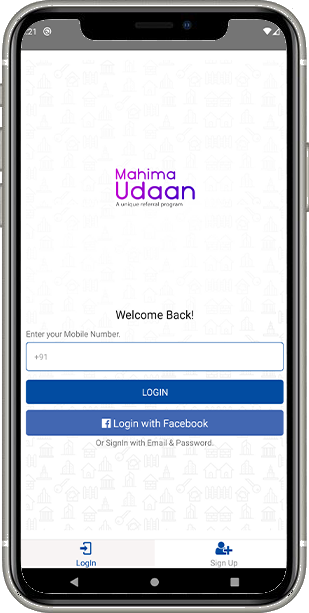 :21
Mahima
Udaan
A unique referral program
Welcome Back!
Enter your Mobile Number.
+91
LOGIN
Login with Facebook
Or SignIn with Email & Password.
LogIn
Sign Up